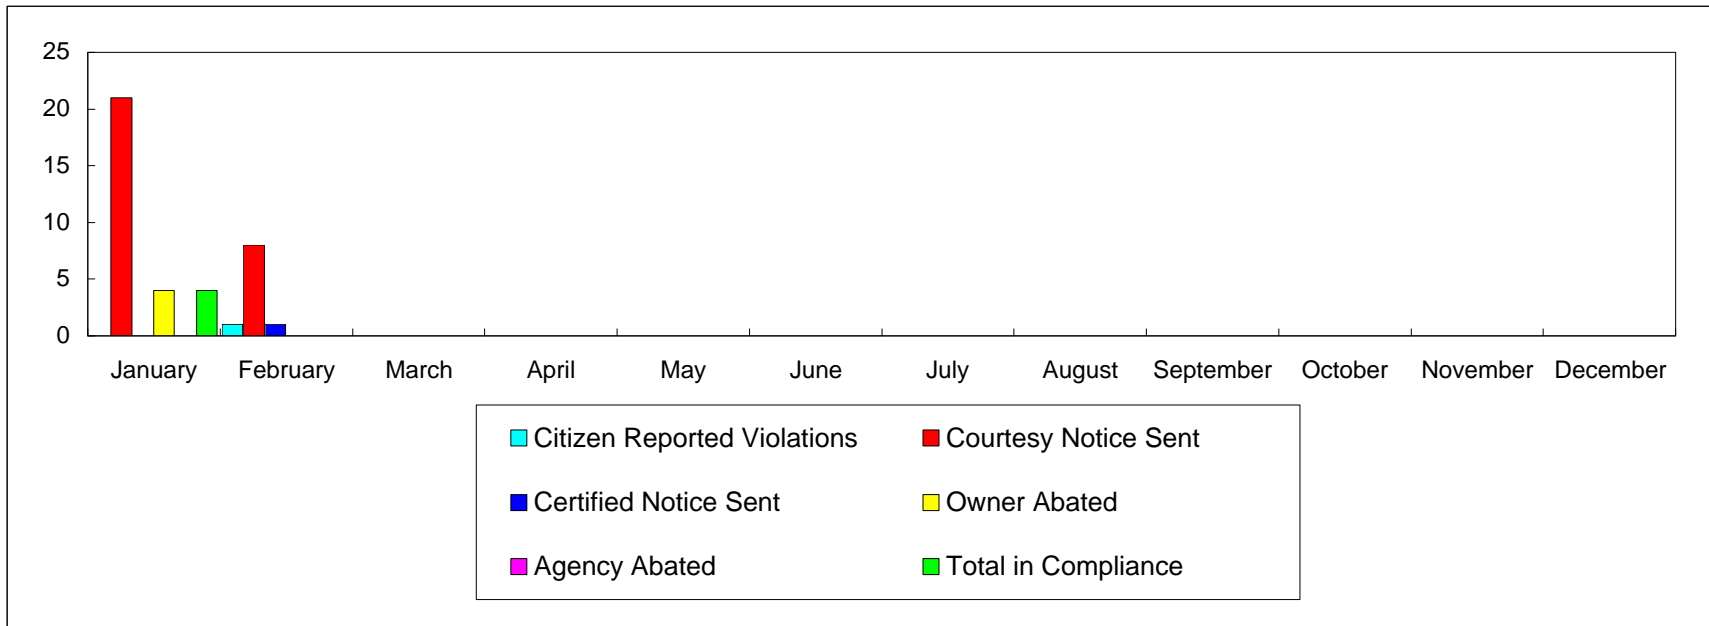 25
20
15
10
5
0
January February March April May June July August September October November December
Citizen Reported Violations Courtesy Notice Sent
Certified Notice Sent Owner Abated
Agency Abated Total in Compliance